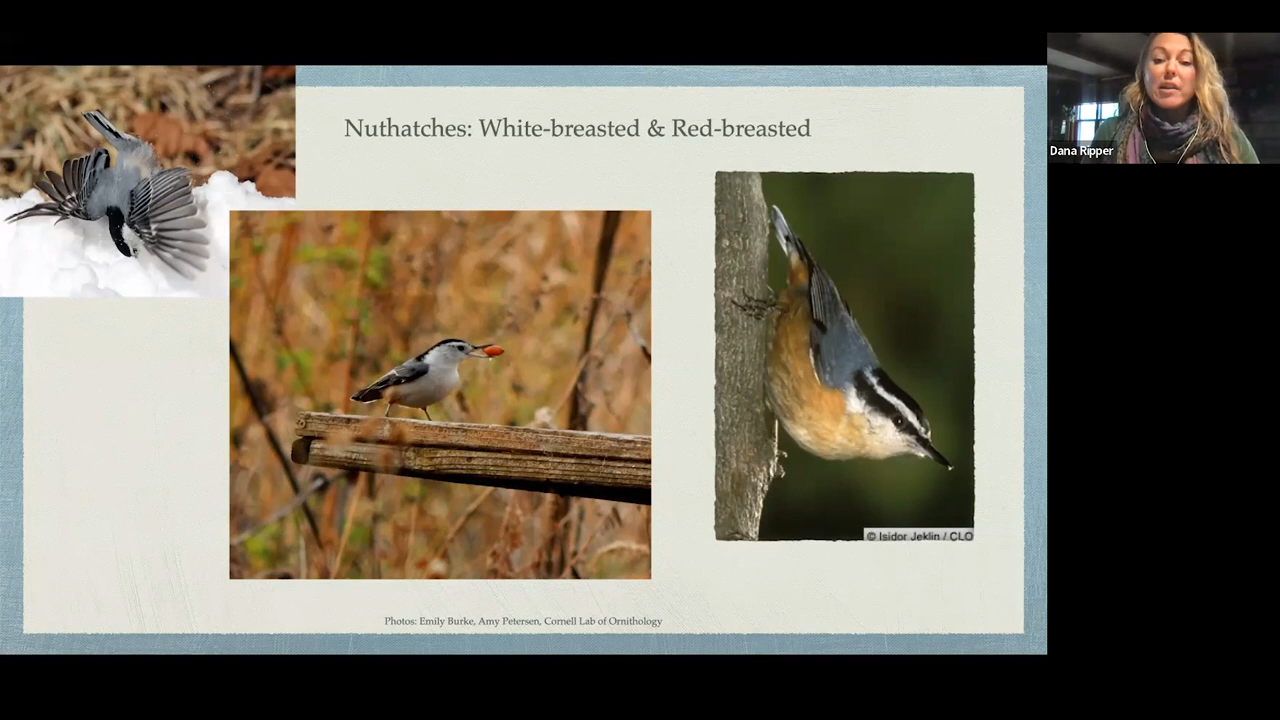 Nuthatches: White-breasted & Red-breasted
Dana Ripper
© Isidor Jeklin / CLO
Photos: Emily Burke, Amy Petersen, Cornell Lab of Ornithology